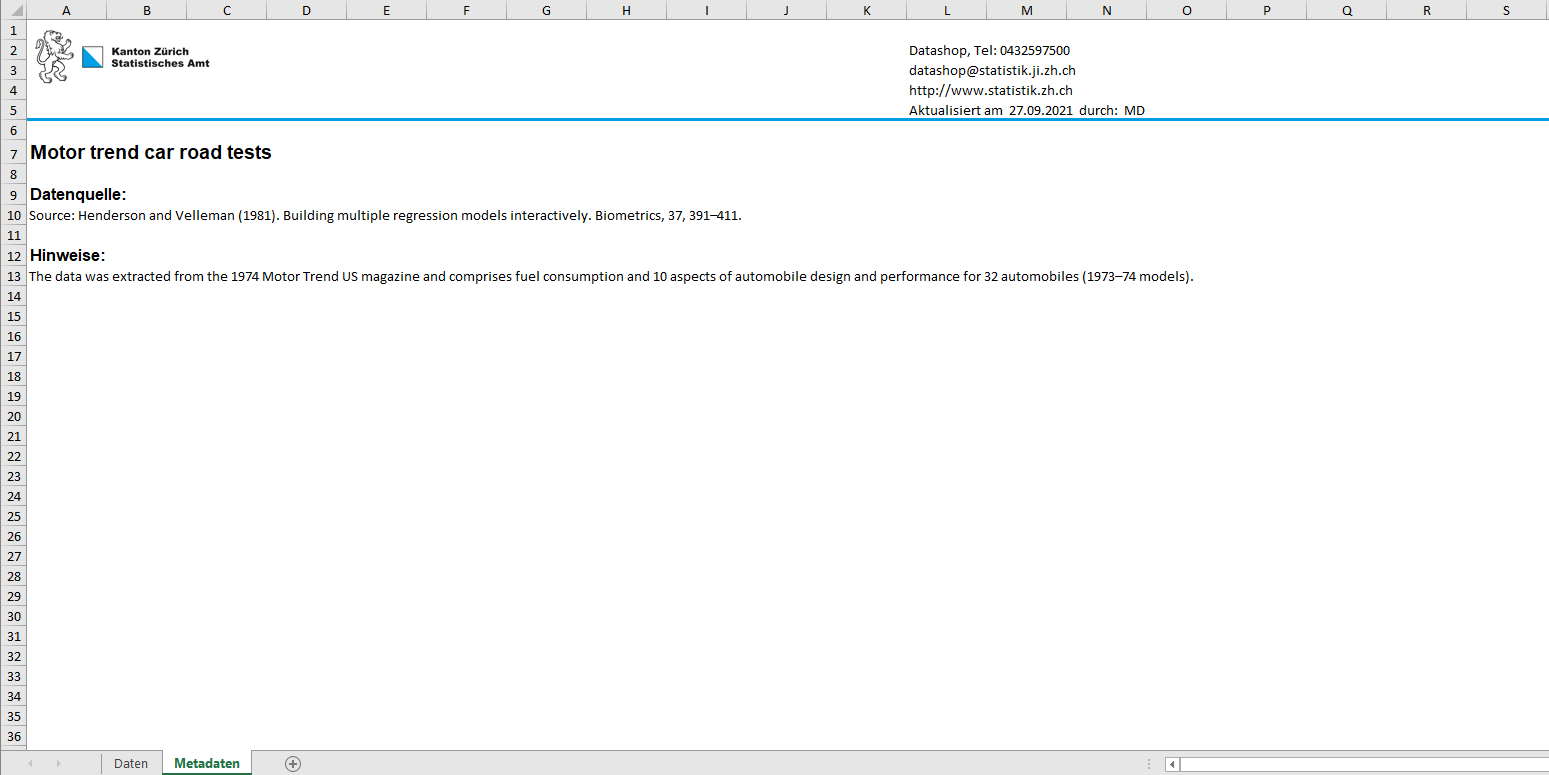 A B C D E F G H I J K L M N O P Q R S
1
2 Kanton Zürich Datashop, Tel: 0432597500
3 Statistisches Amt datashop@statistik.ji.zh.ch
4 http://www.statistik.zh.ch
5 Aktualisiert am 27.09.2021 durch: MD
6
7 Motor trend car road tests
8
9 Datenquelle:
10 Source: Henderson and Velleman (1981). Building multiple regression models interactively. Biometrics, 37, 391–411.
11
12 Hinweise:
13 The data was extracted from the 1974 Motor Trend US magazine and comprises fuel consumption and 10 aspects of automobile design and performance for 32 automobiles (1973–74 models).
14
15
16
17
18
19
20
21
22
23
24
25
26
27
28
29
30
31
32
33
34
35
36
Daten Metadaten